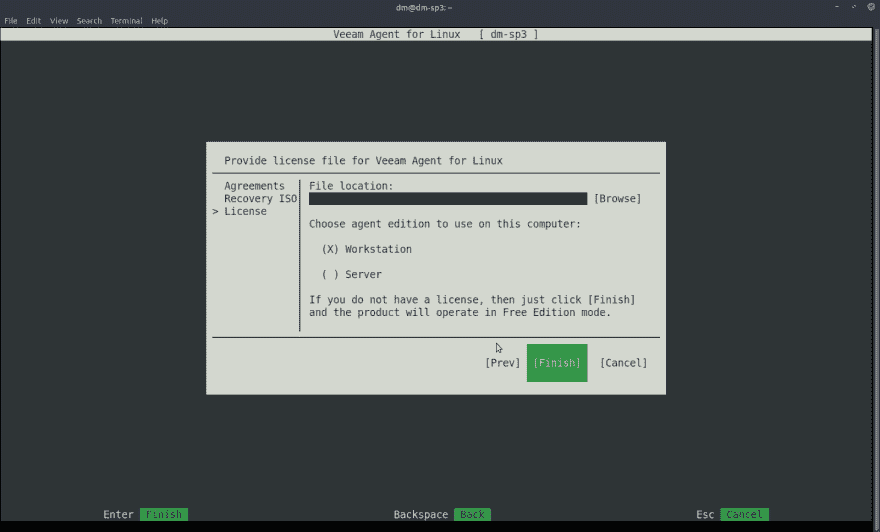 dm@dm-sp3: ~
File Edit View Search Terminal Help
Veeam Agent for Linux [ dm-sp3 ]
Provide license file for Veeam Agent for Linux
Agreements
Recovery ISO
> License
File location:
[Browse]
Choose agent edition to use on this computer:
(X) Workstation
( ) Server
If you do not have a license, then just click [Finish]
and the product will operate in Free Edition mode.
[Prev] [Finish] [Cancel]
Enter Finish Backspace Back Esc Cancel